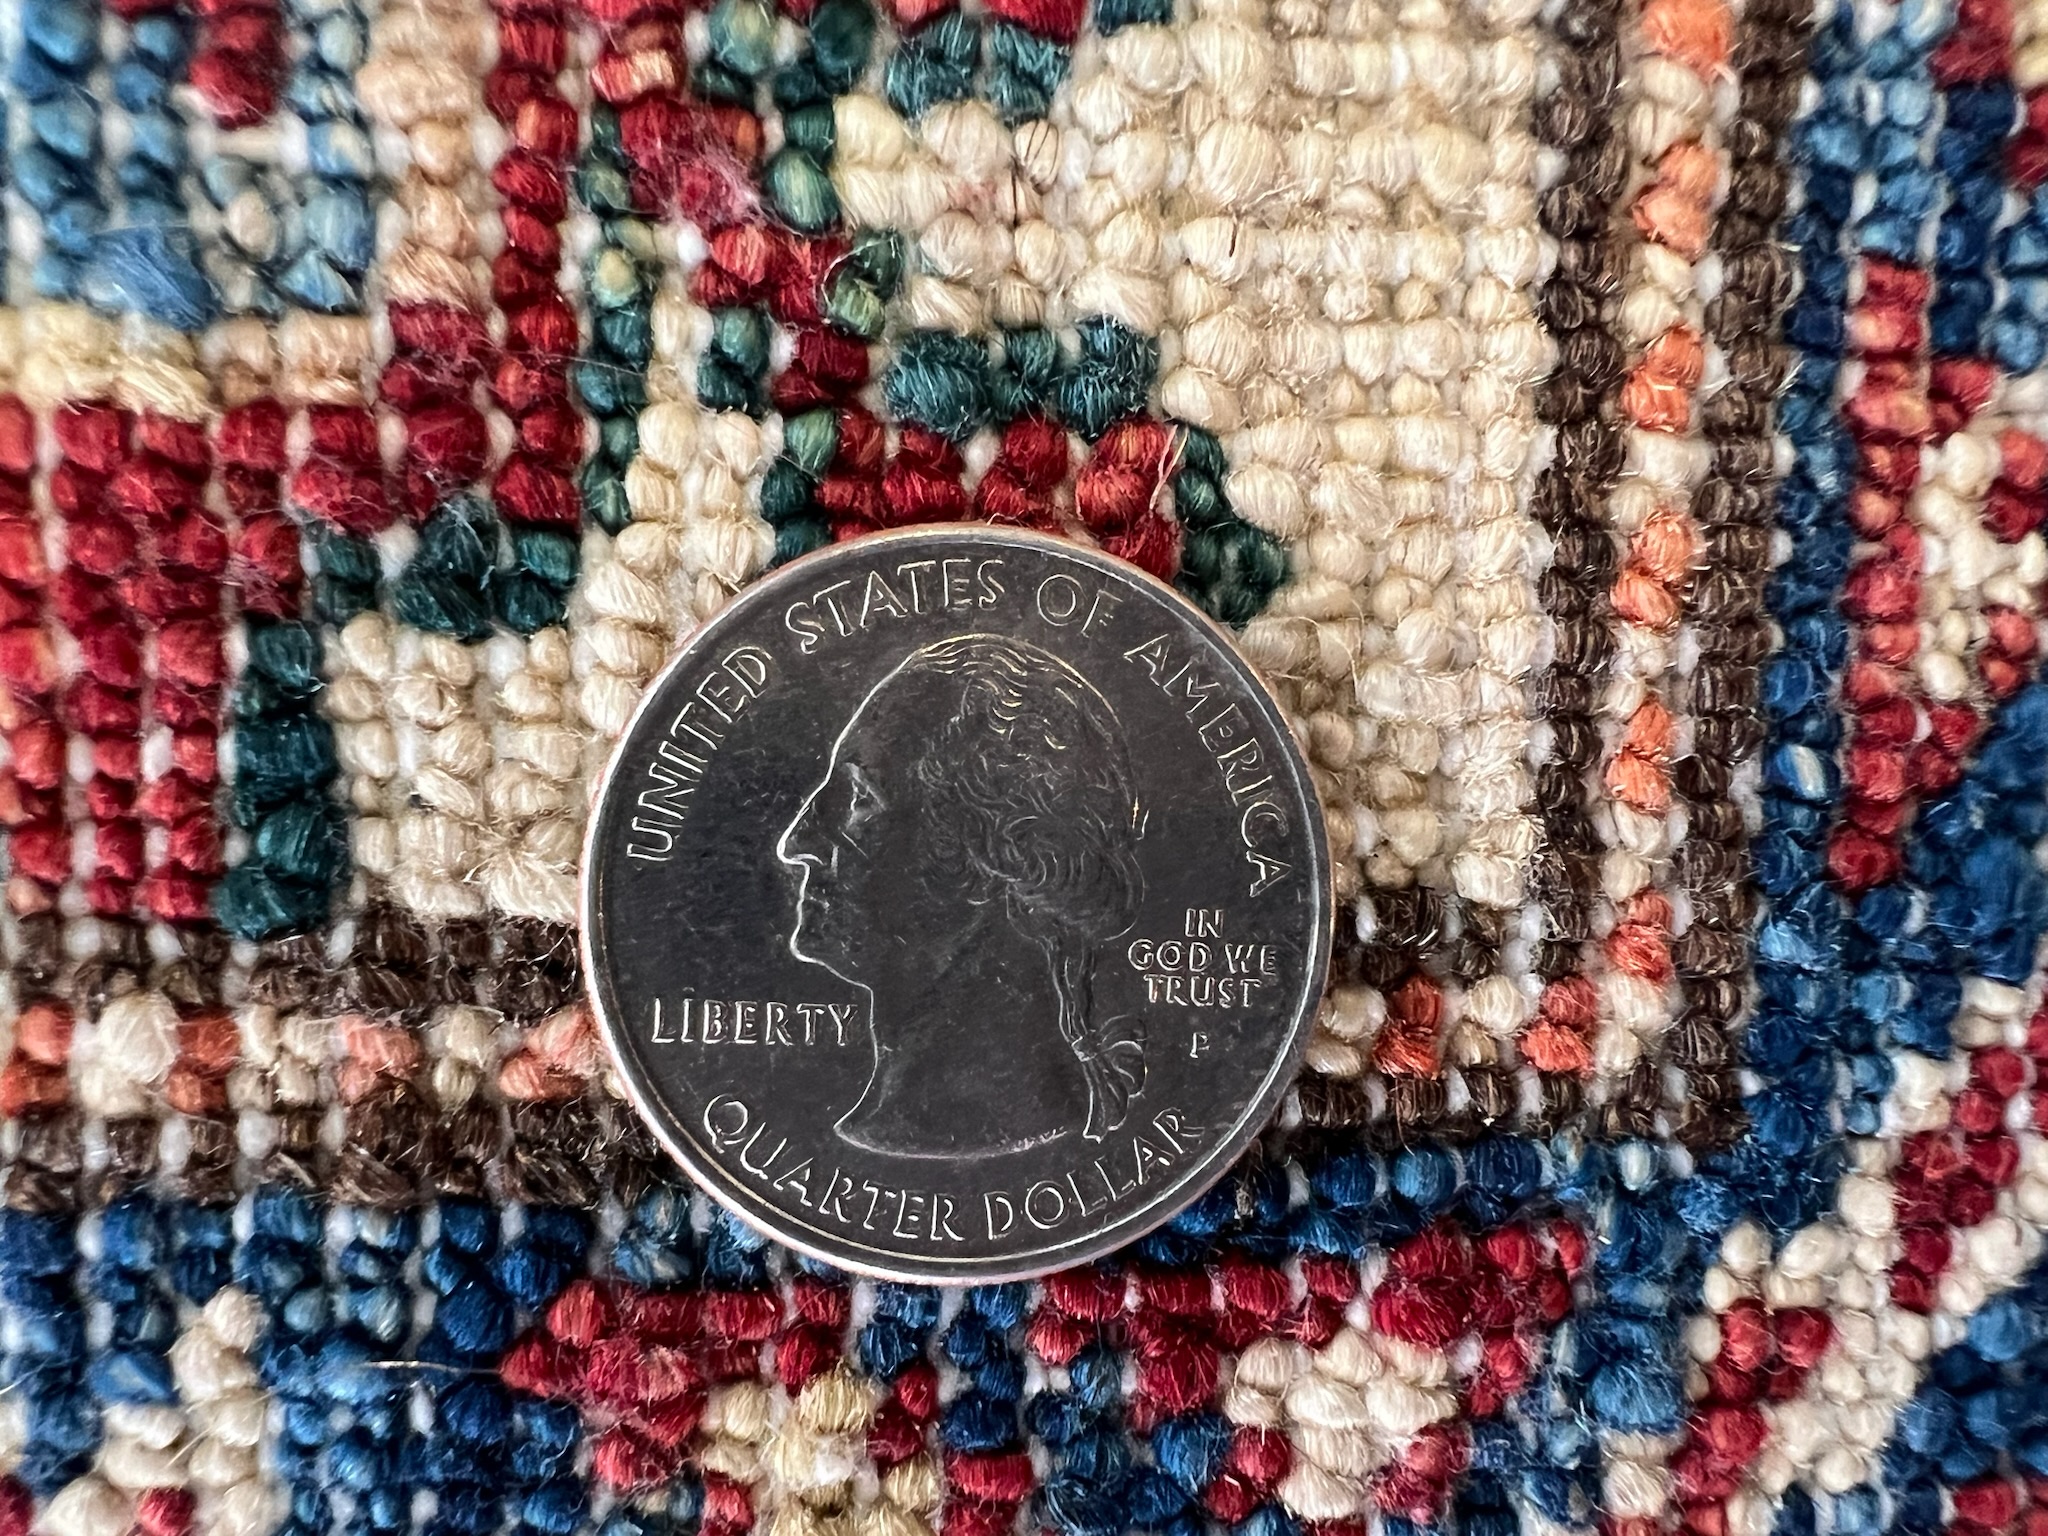 UNITED STATES OF AMERICA
LIBERTY
IN
GOD WE
TRUST
P
QUARTER DOLLAR